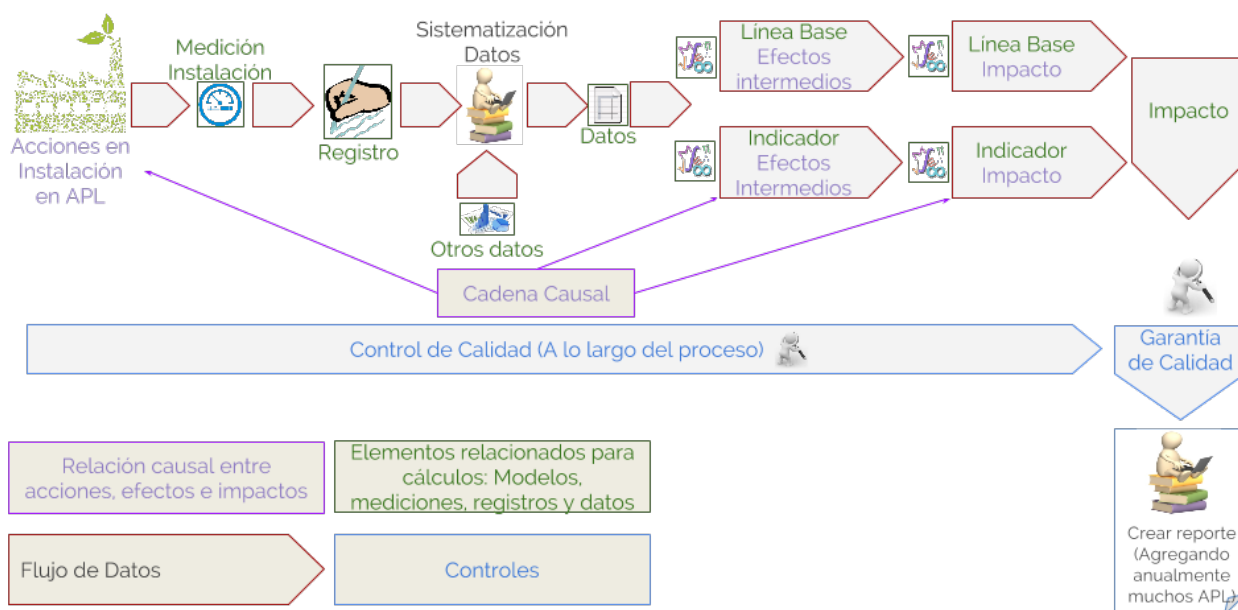 Acciones en
Instalación
en APL
Medición
Instalación
Registro
Sistematización
Datos
Otros datos
Datos
Línea Base
Efectos
intermedios
Indicador
Efectos
Intermedios
Línea Base
Impacto
Indicador
Impacto
Impacto
Cadena Causal
Control de Calidad (A lo largo del proceso)
Garantía
de Calidad
Relación causal entre
acciones, efectos e impactos
Elementos relacionados para
cálculos: Modelos,
mediciones, registros y datos
Flujo de Datos
Controles
Crear reporte
(Agregando
anualmente
muchos APL)